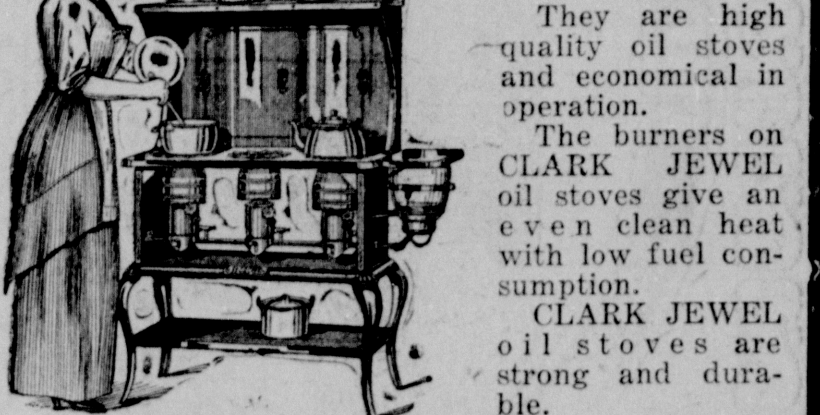 They are high
quality oil stoves
and economical in
operation.
The burners on
CLARK JEWEL
oil stoves give an
even clean heat
with low fuel con-
sumption.
CLARK JEWEL
oil stoves are
strong and dura-
ble.